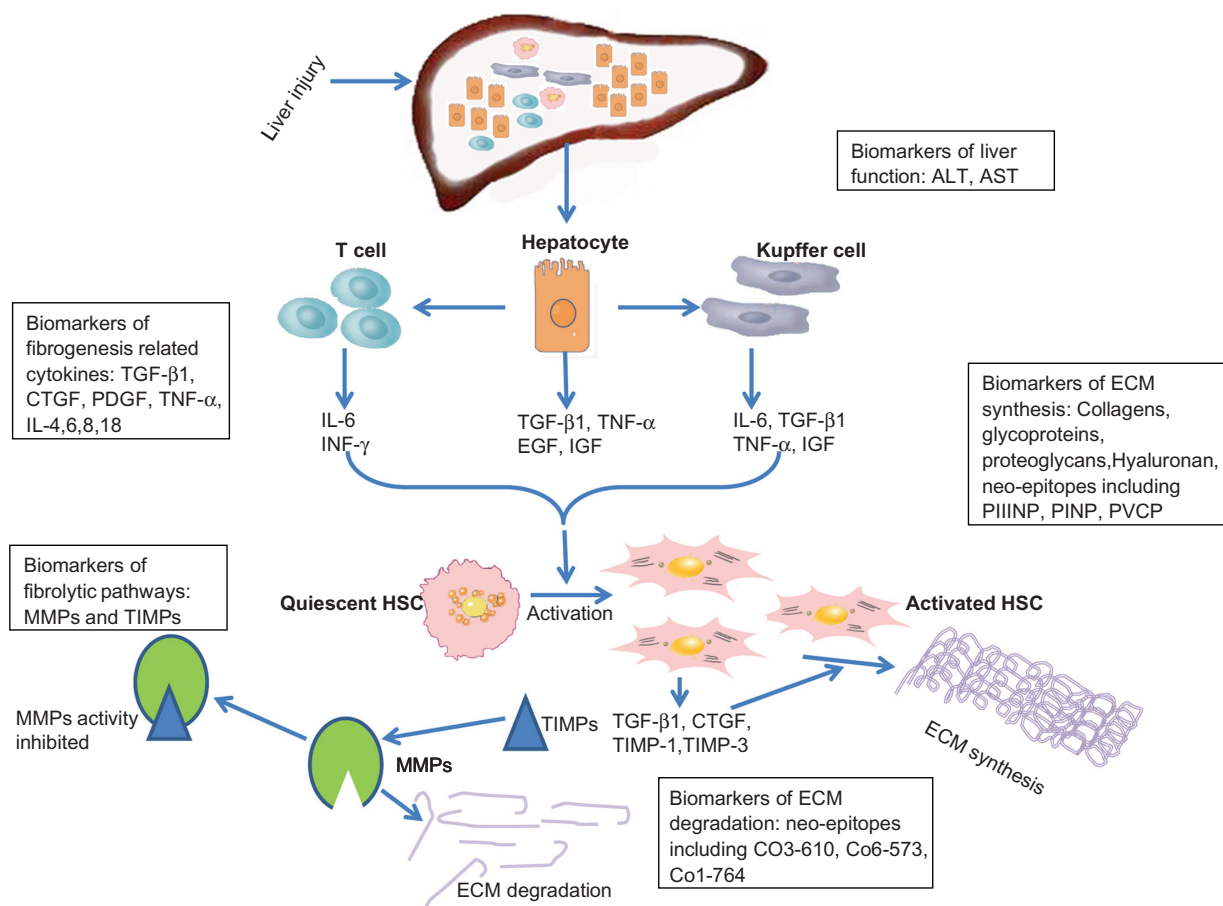 Liver injury
Biomarkers of liver
function: ALT, AST
T cell
Hepatocyte
Kupffer cell
Biomarkers of
fibrogenesis related
cytokines: TGF-β1,
CTGF, PDGF, TNF-α,
IL-4,6,8,18
IL-6
INF-γ
TGF-β1, TNF-α
EGF, IGF
IL-6, TGF-β1
TNF-α, IGF
Biomarkers of ECM
synthesis: Collagens,
glycoproteins,
proteoglycans,Hyaluronan,
neo-epitopes including
PIIINP, PINP, PVCP
Biomarkers of
fibrolytic pathways:
MMPs and TIMPs
Quiescent HSC
Activation
Activated HSC
MMPs activity
inhibited
TIMPs
MMPs
TGF-β1, CTGF,
TIMP-1,TIMP-3
ECM synthesis
ECM degradation
Biomarkers of ECM
degradation: neo-epitopes
including CO3-610, Co6-573,
Co1-764